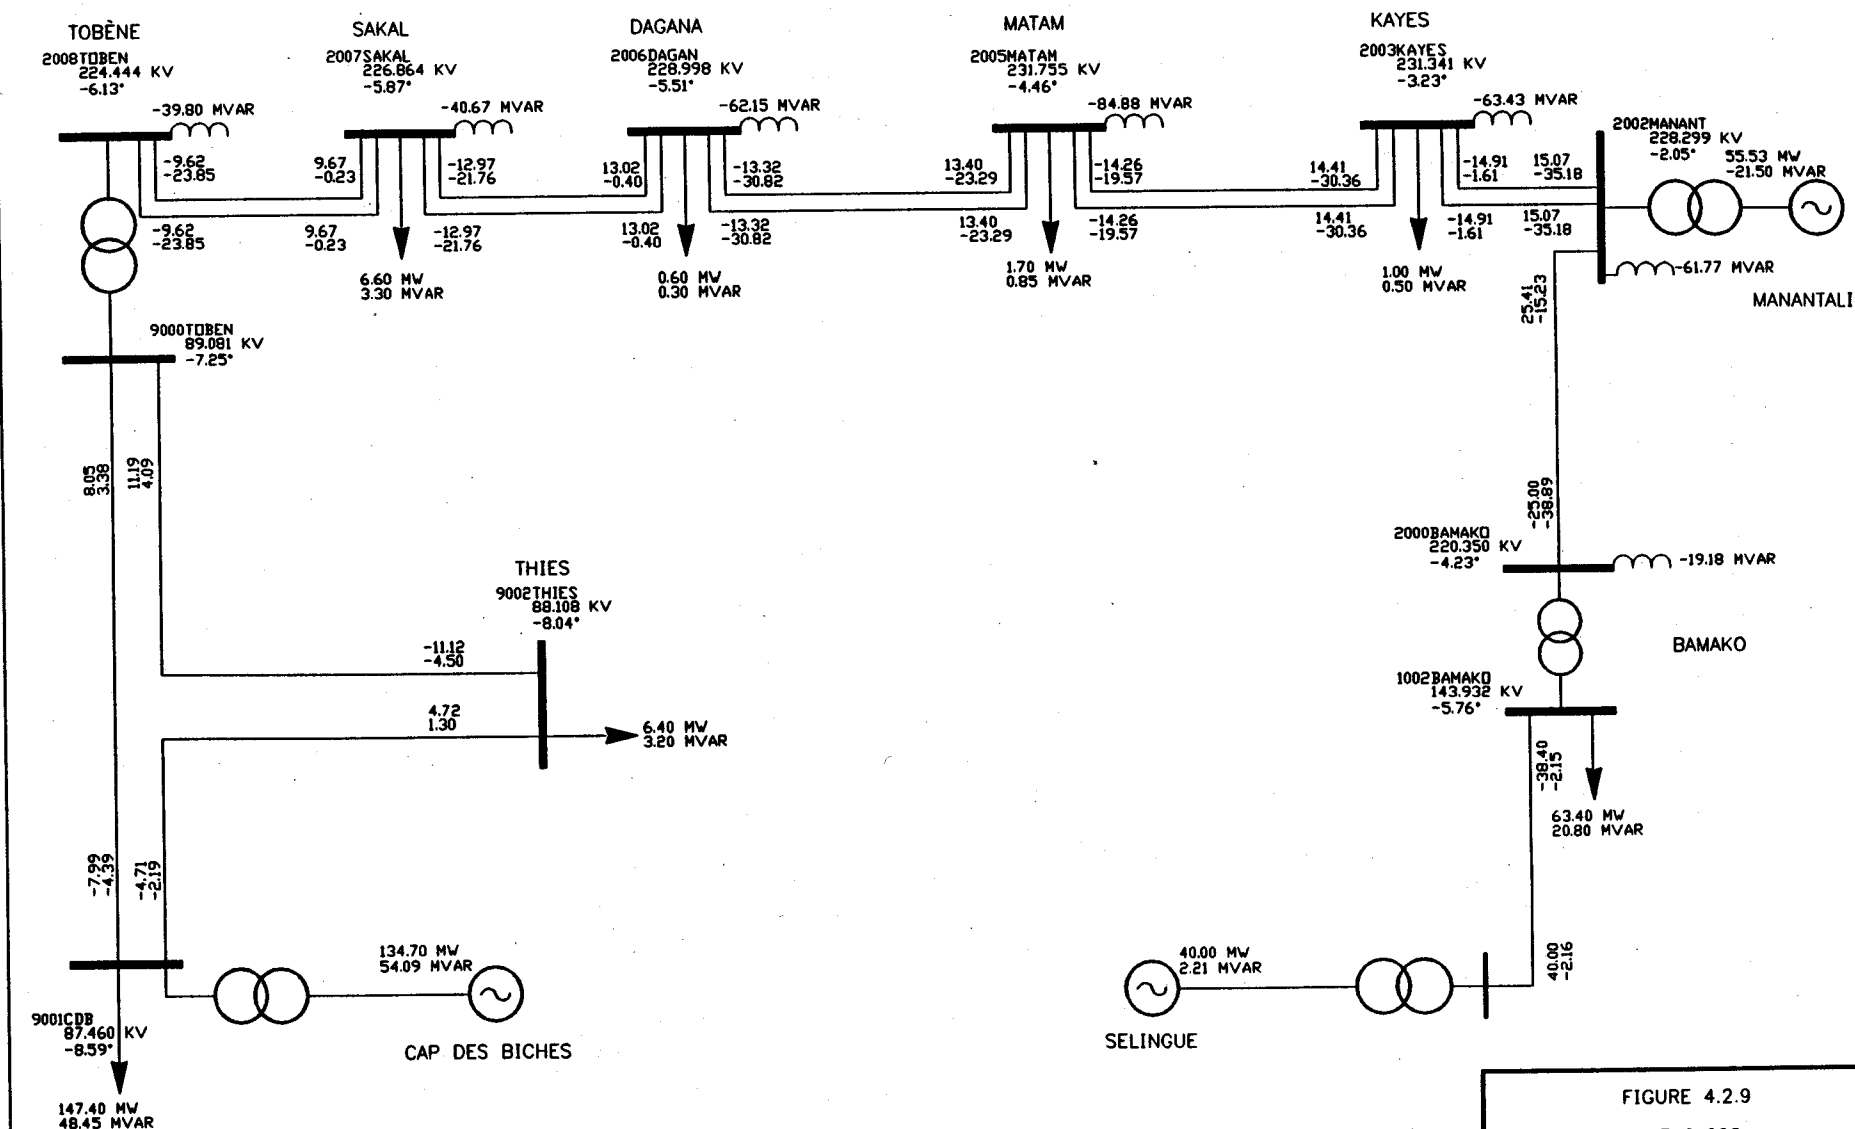 TOBÈNE
2008TOBEN
224.444 KV
-6.13°
-39.80 MVAR
SAKAL
2007SAKAL
226.864 KV
-5.87°
-40.67 MVAR
DAGANA
2006DAGAN
228.998 KV
-5.51°
-62.15 MVAR
MATAM
2005MATAM
231.755 KV
-4.46°
-84.88 MVAR
KAYES
2003KAYES
231.341 KV
-3.23°
-63.43 MVAR
2002MANANT
228.299 KV
-2.05°
55.53 MW
-21.50 MVAR
-9.62
-23.85
9.67
-0.23
-12.97
-21.76
13.02
-0.40
-13.32
-30.82
13.40
-23.29
-14.26
-19.57
14.41
-30.36
-14.91
-1.61
15.07
-35.18
-9.62
-23.85
9.67
-0.23
-12.97
-21.76
13.02
-0.40
-13.32
-30.82
13.40
-23.29
-14.26
-19.57
14.41
-30.36
-14.91
-1.61
15.07
-35.18
6.60 MW
3.30 MVAR
0.60 MW
0.30 MVAR
1.70 MW
0.85 MVAR
1.00 MW
0.50 MVAR
-61.77 MVAR
MANANTALI
25.41
-15.23
9000TOBEN
89.081 KV
-7.25°
8.05
3.38
11.19
4.09
-25.00
-38.89
2000BAMAKO
220.350 KV
-4.23°
-19.18 MVAR
THIES
9002THIES
88.108 KV
-8.04°
-11.12
-4.50
4.72
1.30
6.40 MW
3.20 MVAR
BAMAKO
1002BAMAKO
143.932 KV
-5.76°
-38.40
-2.15
63.40 MW
20.80 MVAR
-7.99
-4.39
-4.71
-2.19
134.70 MW
54.09 MVAR
9001CDB
87.460 KV
-8.59°
CAP DES BICHES
147.40 MW
48.45 MVAR
40.00 MW
2.21 MVAR
40.00
-2.16
SELINGUE
FIGURE 4.2.9